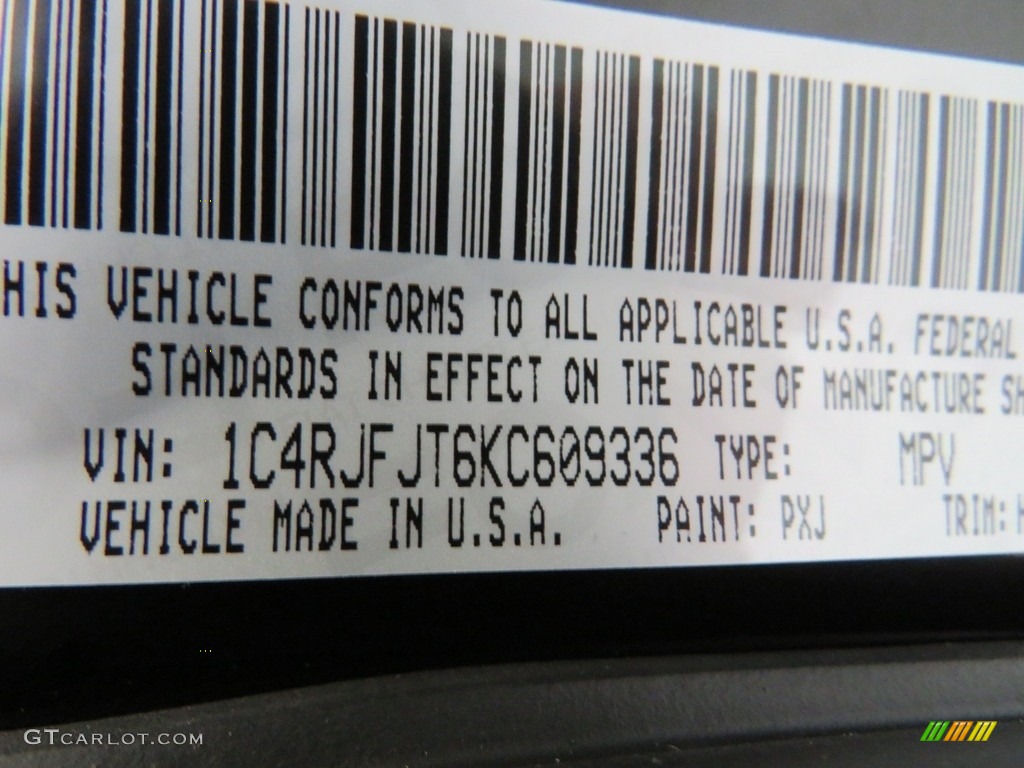 HIS VEHICLE CONFORMS TO ALL APPLICABLE U.S.A. FEDERAL
STANDARDS IN EFFECT ON THE DATE OF MANUFACTURE SH
VIN: 1C4RJFJT6KC609336 TYPE: MPV
VEHICLE MADE IN U.S.A. PAINT: PXJ TRIM: H
GTCARLOT.COM